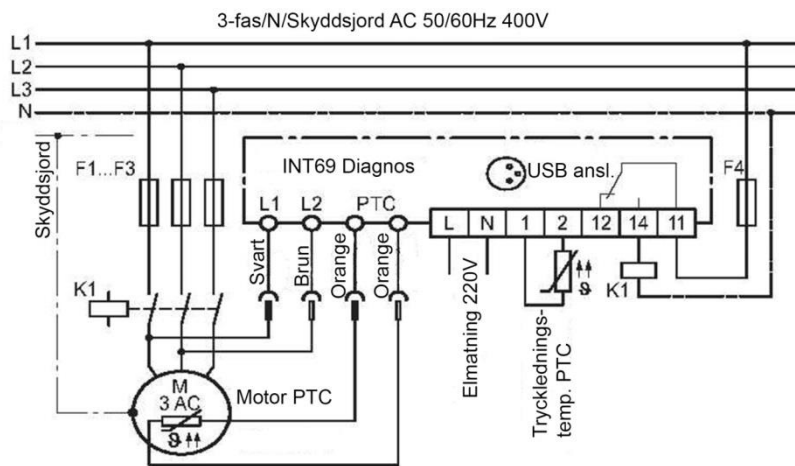 3-fas/N/Skyddsjord AC 50/60Hz 400V
L1
L2
L3
N
Skyddsjord
F1...F3
INT69 Diagnos
USB ansl.
F4
L1 L2 PTC
L N 1 2 12 14 11
Svart
Brun
Orange
Orange
K1
Elmatning 220V
ϑ
K1
Trycklednings-
temp. PTC
M
3 AC
ϑ
Motor PTC